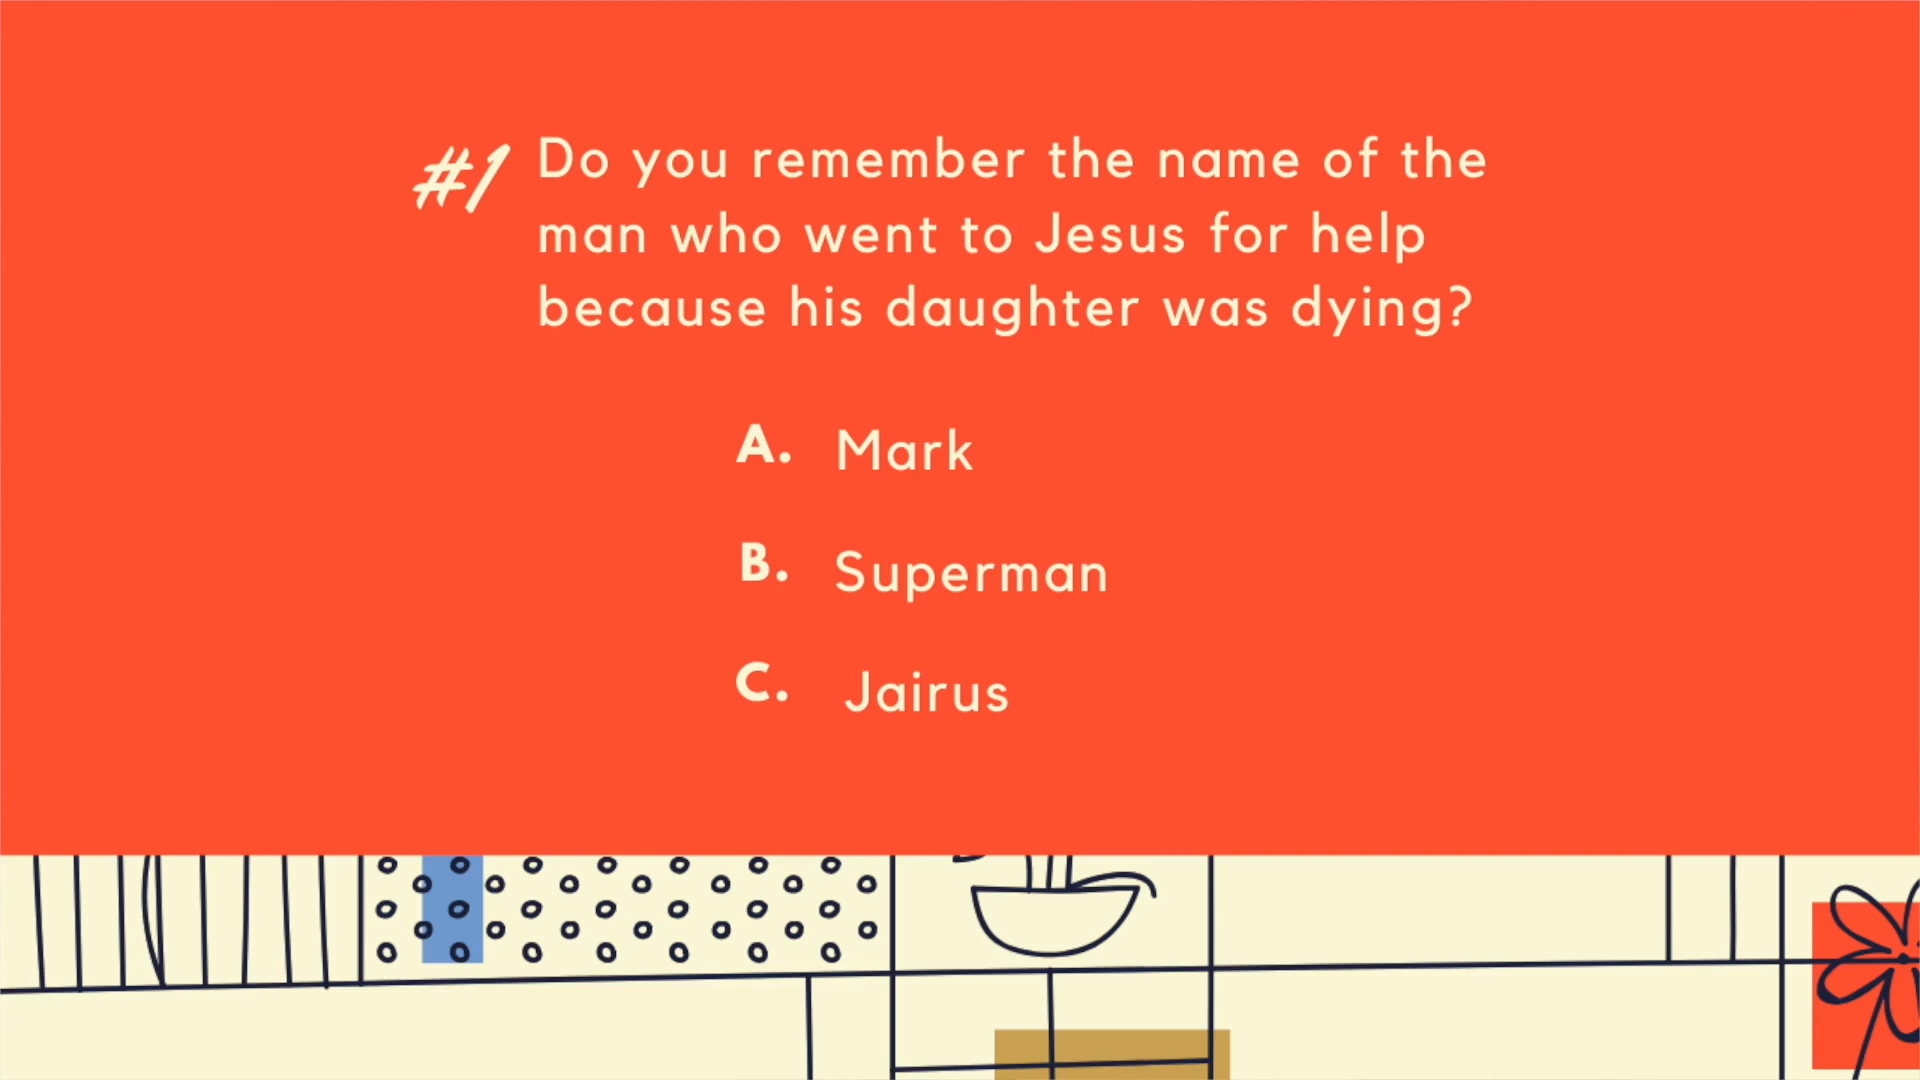 #1 Do you remember the name of the
man who went to Jesus for help
because his daughter was dying?
A. Mark
B. Superman
C. Jairus